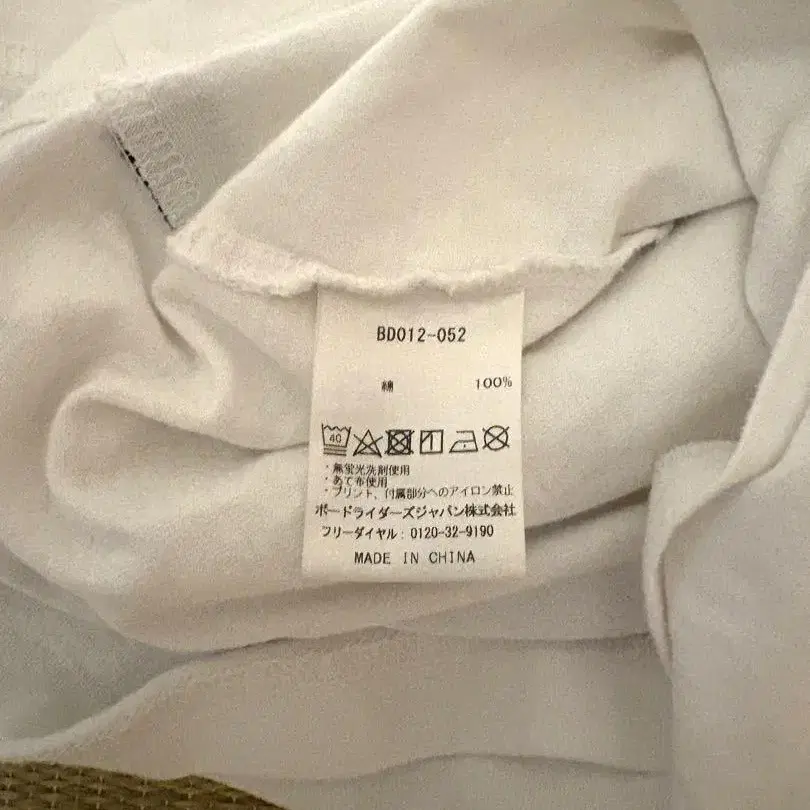 BD012-052
綿 100%
40
・無蛍光洗剤使用
・あて布使用
・プリント、付属部分へのアイロン禁止
ボードライダーズジャパン株式会社
フリーダイヤル：0120-32-9190
MADE IN CHINA